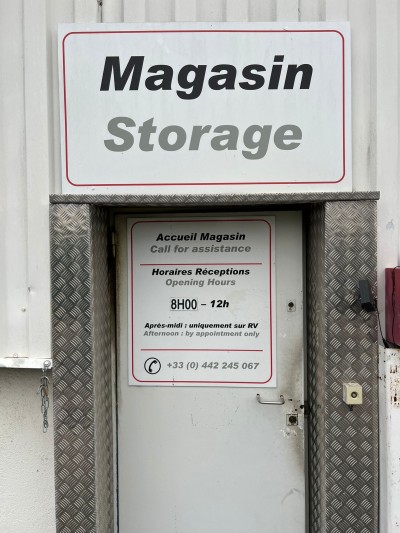 Magasin
Storage
Accueil Magasin
Call for assistance
Horaires Réceptions
Opening Hours
8H00 - 12h
Après-midi : uniquement sur RV
Afternoon : by appointment only
+33 (0) 442 245 067